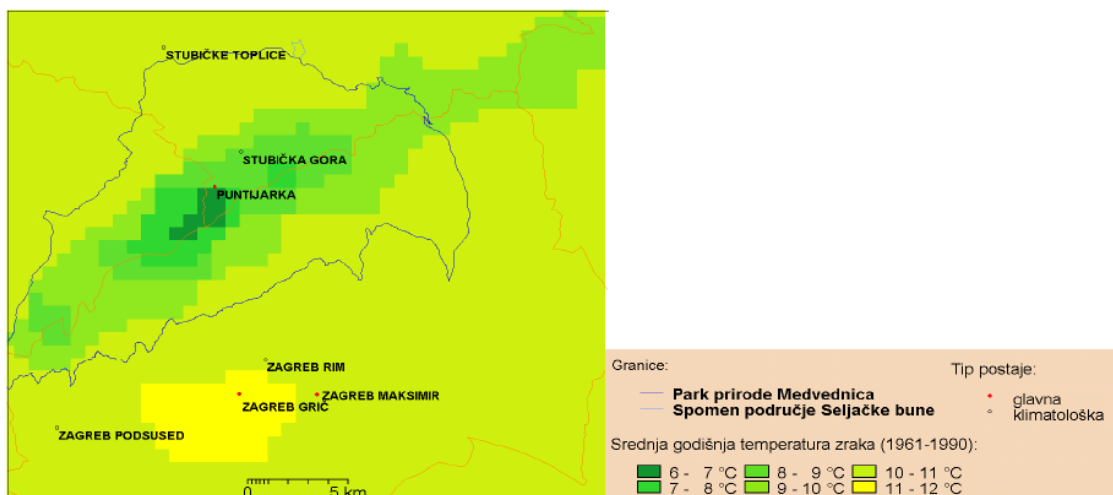 STUBIČKE TOPLICE
STUBIČKA GORA
PUNTIJARKA
ZAGREB RIM
ZAGREB MAKSIMIR
ZAGREB GRIČ
ZAGREB PODSUSED
0 5 km
Granice:
Park prirode Medvednica
Spomen područje Seljačke bune
Tip postaje:
glavna
klimatološka
Srednja godišnja temperatura zraka (1961-1990):
6 - 7 °C 8 - 9 °C 10 - 11 °C
7 - 8 °C 9 - 10 °C 11 - 12 °C